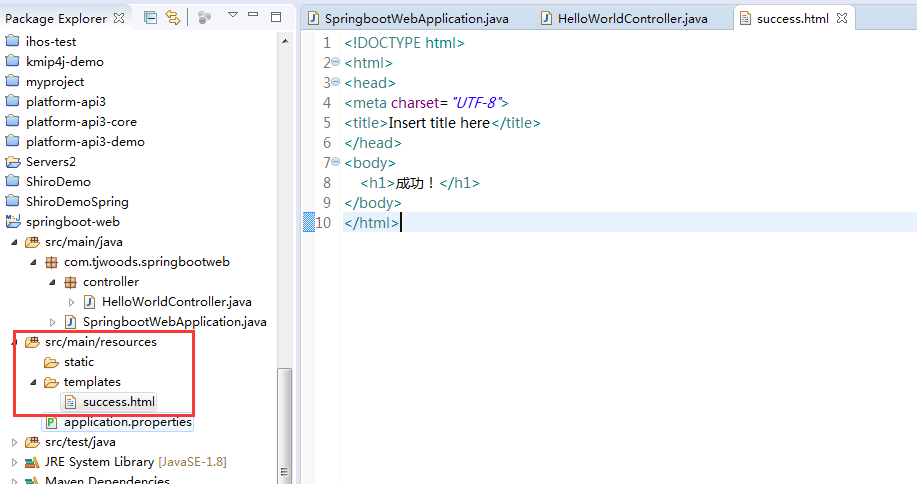 Package Explorer
ihos-test
kmip4j-demo
myproject
platform-api3
platform-api3-core
platform-api3-demo
Servers2
ShiroDemo
ShiroDemoSpring
springboot-web
src/main/java
com.tjwoods.springbootweb
controller
HelloWorldController.java
SpringbootWebApplication.java
src/main/resources
static
templates
success.html
application.properties
src/test/java
JRE System Library [JavaSE-1.8]
Maven Dependencies
SpringbootWebApplication.java
HelloWorldController.java
success.html
1 <!DOCTYPE html>
2 <html>
3 <head>
4 <meta charset="UTF-8">
5 <title>Insert title here</title>
6 </head>
7 <body>
8 <h1>成功！</h1>
9 </body>
10 </html>